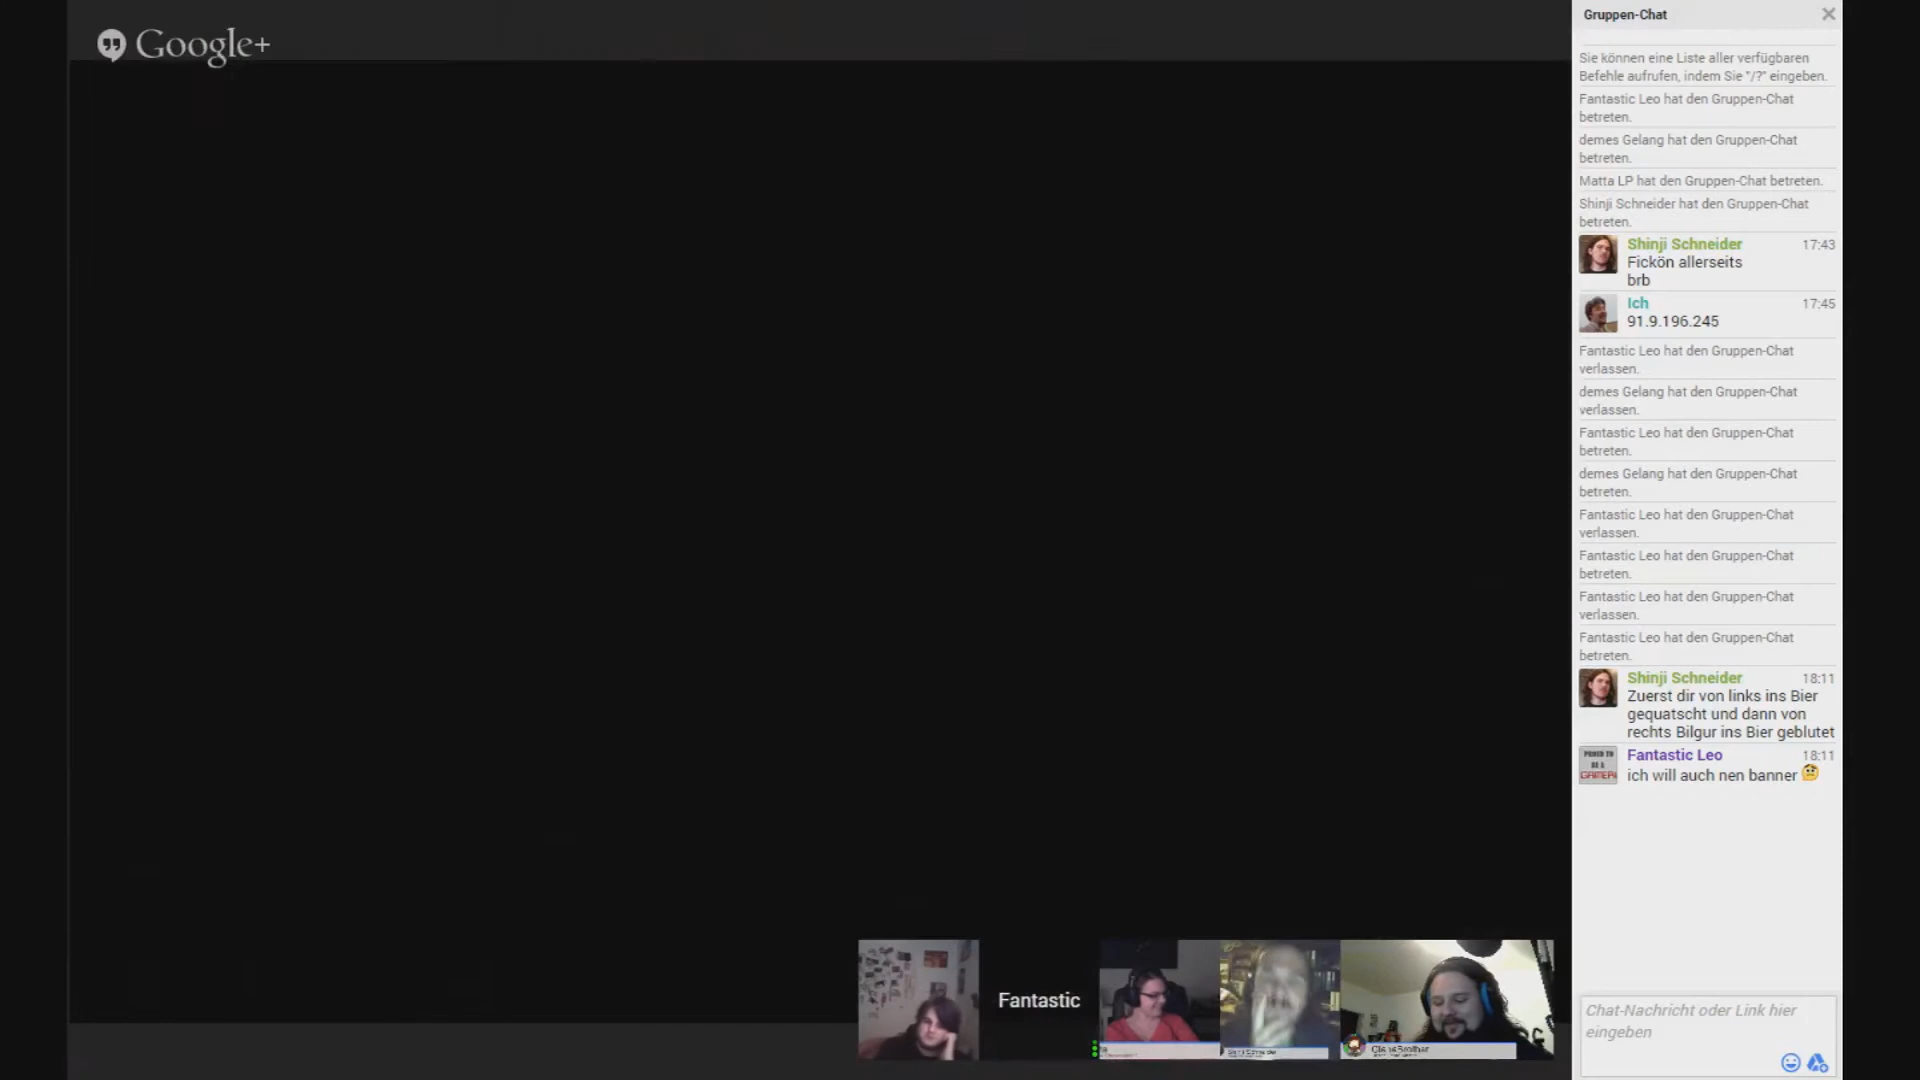 Google+
Gruppen-Chat
Sie können eine Liste aller verfügbaren
Befehle aufrufen, indem Sie "/?" eingeben.
Fantastic Leo hat den Gruppen-Chat
betreten.
demes Gelang hat den Gruppen-Chat
betreten.
Matta LP hat den Gruppen-Chat betreten.
Shinji Schneider hat den Gruppen-Chat
betreten.
Shinji Schneider 17:43
Fickön allerseits
brb
Ich 17:45
91.9.196.245
Fantastic Leo hat den Gruppen-Chat
verlassen.
demes Gelang hat den Gruppen-Chat
verlassen.
Fantastic Leo hat den Gruppen-Chat
betreten.
demes Gelang hat den Gruppen-Chat
betreten.
Fantastic Leo hat den Gruppen-Chat
verlassen.
Fantastic Leo hat den Gruppen-Chat
betreten.
Fantastic Leo hat den Gruppen-Chat
verlassen.
Fantastic Leo hat den Gruppen-Chat
betreten.
Shinji Schneider 18:11
Zuerst dir von links ins Bier
gequatscht und dann von
rechts Bilgur ins Bier geblutet
PROUD TO
BE A
GAMER
Fantastic Leo 18:11
ich will auch nen banner
Chat-Nachricht oder Link hier
eingeben
Fantastic
Shinji Schneider